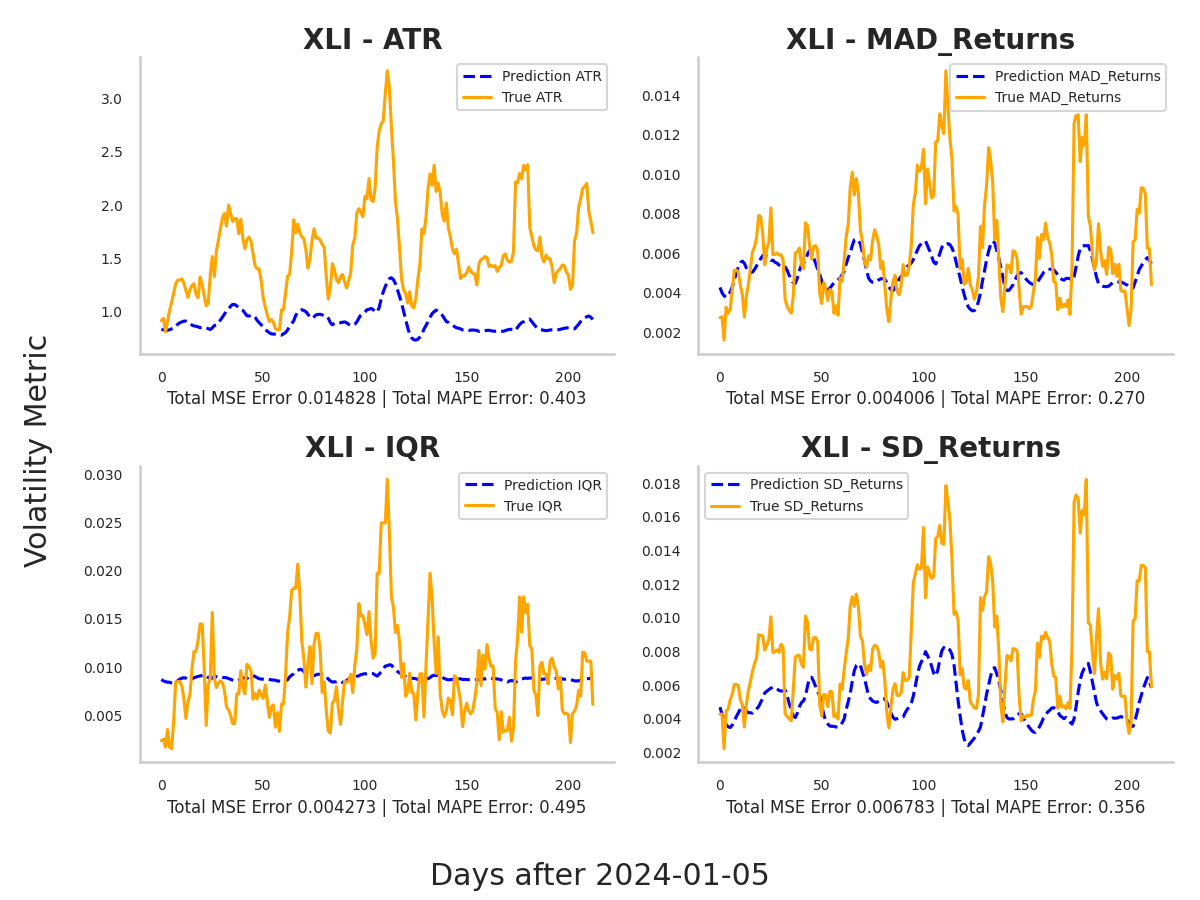 XLI - ATR
Prediction ATR
True ATR
3.0
2.5
2.0
1.5
1.0
0 50 100 150 200
Total MSE Error 0.014828 | Total MAPE Error: 0.403
XLI - MAD_Returns
Prediction MAD_Returns
True MAD_Returns
0.014
0.012
0.010
0.008
0.006
0.004
0.002
0 50 100 150 200
Total MSE Error 0.004006 | Total MAPE Error: 0.270
Volatility Metric
XLI - IQR
Prediction IQR
True IQR
0.030
0.025
0.020
0.015
0.010
0.005
0 50 100 150 200
Total MSE Error 0.004273 | Total MAPE Error: 0.495
XLI - SD_Returns
Prediction SD_Returns
True SD_Returns
0.018
0.016
0.014
0.012
0.010
0.008
0.006
0.004
0.002
0 50 100 150 200
Total MSE Error 0.006783 | Total MAPE Error: 0.356
Days after 2024-01-05